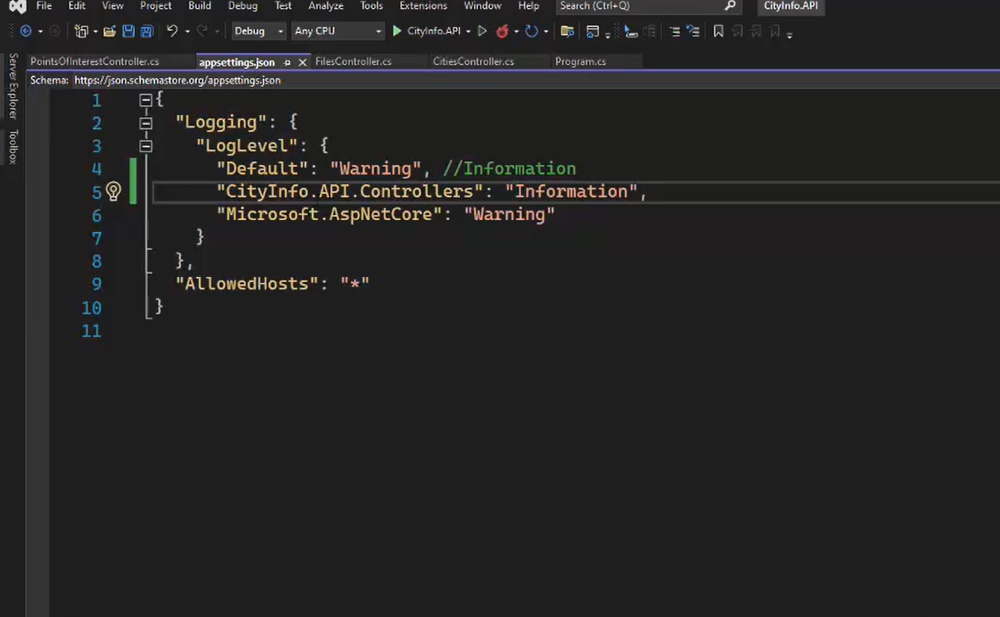 File Edit View Project Build Debug Test Analyze Tools Extensions Window Help Search (Ctrl+Q) CityInfo.API
Debug Any CPU CityInfo.API
PointsOfInterestController.cs appsettings.json FilesController.cs CitiesController.cs Program.cs
Schema: https://json.schemastore.org/appsettings.json
Server Explorer
Toolbox
1 {
2 "Logging": {
3 "LogLevel": {
4 "Default": "Warning", //Information
5 "CityInfo.API.Controllers": "Information",
6 "Microsoft.AspNetCore": "Warning"
7 }
8 },
9 "AllowedHosts": "*"
10 }
11